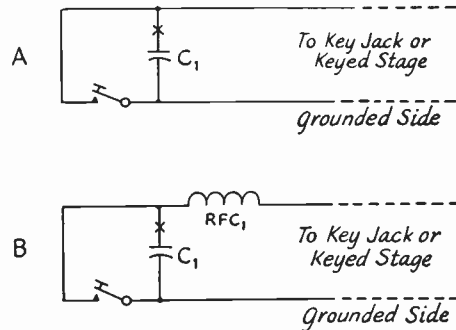 A
C1
To Key Jack or
Keyed Stage
Grounded Side
B
RFC1
C1
To Key Jack or
Keyed Stage
Grounded Side